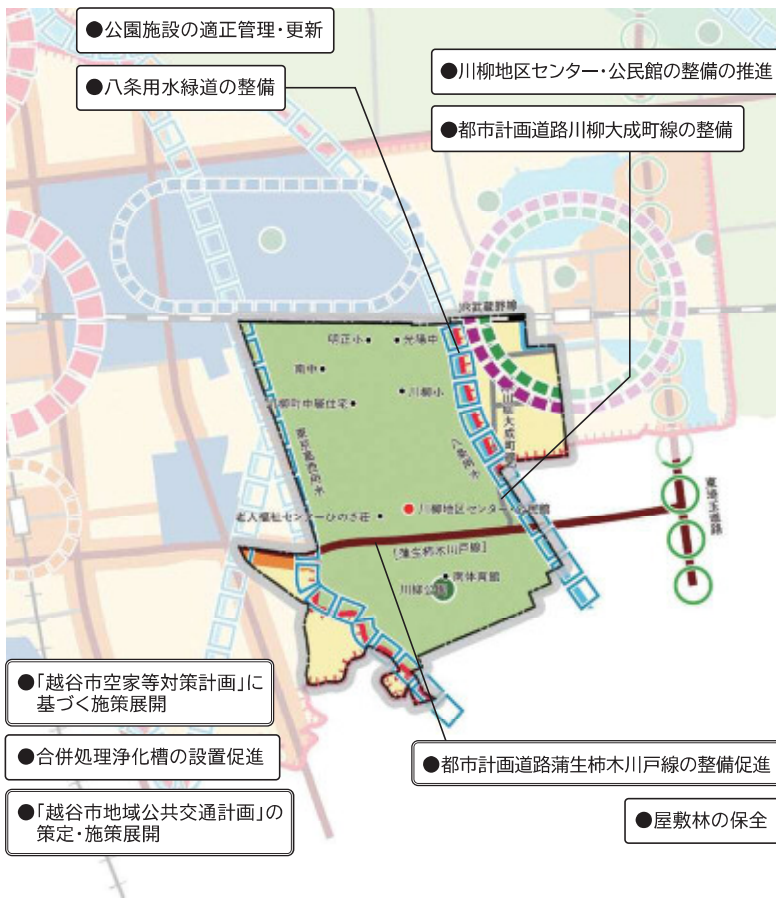 ●公園施設の適正管理・更新
●八条用水緑道の整備
●川柳地区センター・公民館の整備の推進
●都市計画道路川柳大成町線の整備
JR武蔵野線
明正小
光陽中
南中
川柳小
川柳町中層住宅
八条用水
老人福祉センターひのき荘
川柳地区センター・公民館
東埼玉道路
[蒲生柿木川戸線]
南体育館
川柳公園
●「越谷市空家等対策計画」に
基づく施策展開
●合併処理浄化槽の設置促進
●「越谷市地域公共交通計画」の
策定・施策展開
●都市計画道路蒲生柿木川戸線の整備促進
●屋敷林の保全